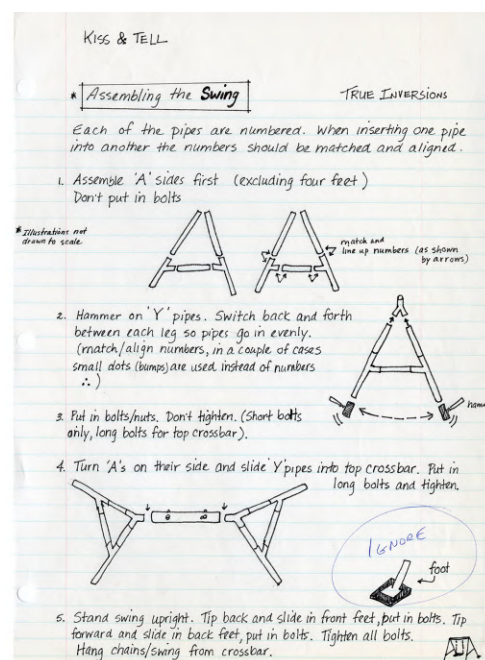 KISS & TELL
* Assembling the Swing
TRUE INVERSIONS
Each of the pipes are numbered. When inserting one pipe
into another the numbers should be matched and aligned.
1. Assemble 'A' sides first (excluding four feet)
Don't put in bolts
* Illustrations not
drawn to scale
match and
line up numbers (as shown
by arrows)
2. Hammer on 'Y' pipes. Switch back and forth
between each leg so pipes go in evenly.
(match/align numbers, in a couple of cases
small dots (bumps) are used instead of numbers
∴ )
hamm
3. Put in bolts/nuts. Don't tighten. (Short bolts
only, long bolts for top crossbar).
4. Turn 'A's on their side and slide 'Y' pipes into top crossbar. Put in
long bolts and tighten.
IGNORE
foot
5. Stand swing upright. Tip back and slide in front feet, put in bolts. Tip
forward and slide in back feet, put in bolts. Tighten all bolts.
Hang chains/swing from crossbar.